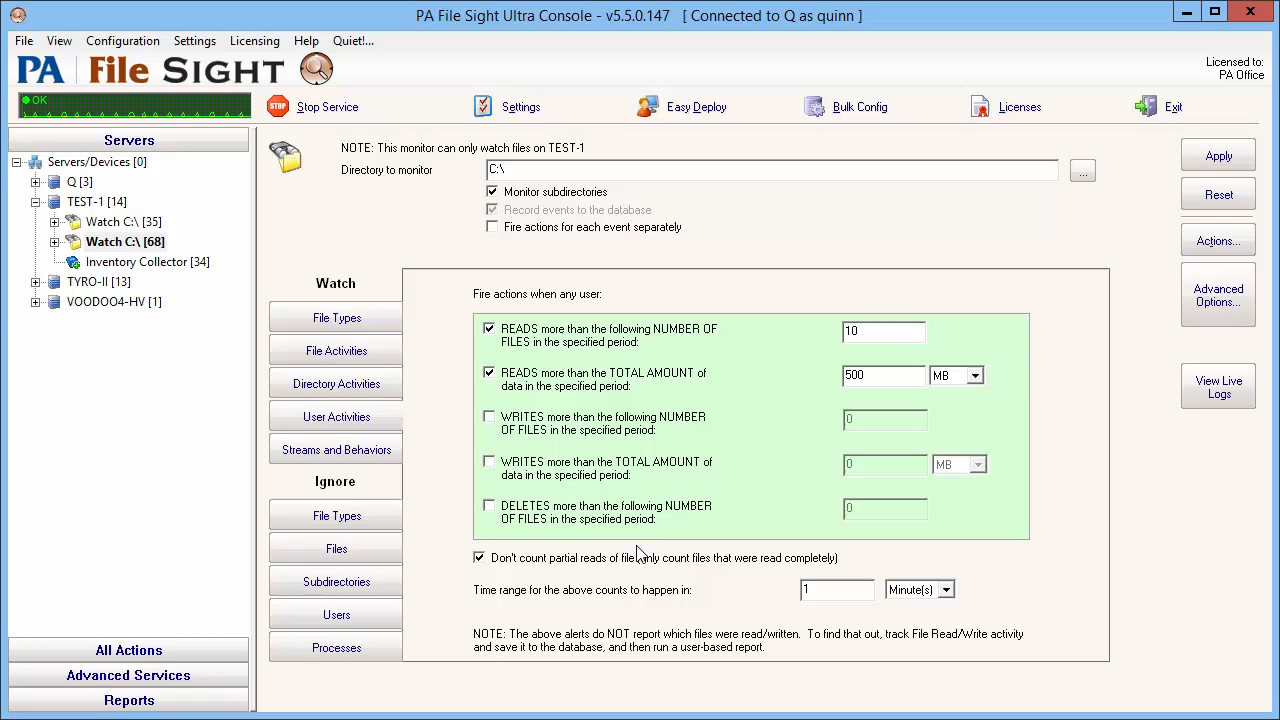 PA File Sight Ultra Console - v5.5.0.147 [ Connected to Q as quinn ]
File View Configuration Settings Licensing Help Quiet!...
PA File SIGHT
Licensed to:
PA Office
OK
STOP Stop Service Settings Easy Deploy Bulk Config Licenses Exit
Servers
Servers/Devices [0]
Q [3]
TEST-1 [14]
Watch C:\ [35]
Watch C:\ [68]
Inventory Collector [34]
TYRO-II [13]
VOODOO4-HV [1]
All Actions
Advanced Services
Reports
NOTE: This monitor can only watch files on TEST-1
Directory to monitor C:\ ...
Monitor subdirectories
Record events to the database
Fire actions for each event separately
Watch
File Types
File Activities
Directory Activities
User Activities
Streams and Behaviors
Ignore
File Types
Files
Subdirectories
Users
Processes
Fire actions when any user:
READS more than the following NUMBER OF
FILES in the specified period:
10
READS more than the TOTAL AMOUNT of
data in the specified period:
500 MB
WRITES more than the following NUMBER
OF FILES in the specified period:
0
WRITES more than the TOTAL AMOUNT of
data in the specified period:
0 MB
DELETES more than the following NUMBER
OF FILES in the specified period:
0
Don't count partial reads of file only count files that were read completely)
Time range for the above counts to happen in: 1 Minute(s)
NOTE: The above alerts do NOT report which files were read/written. To find that out, track File Read/Write activity
and save it to the database, and then run a user-based report.
Apply
Reset
Actions...
Advanced
Options...
View Live
Logs